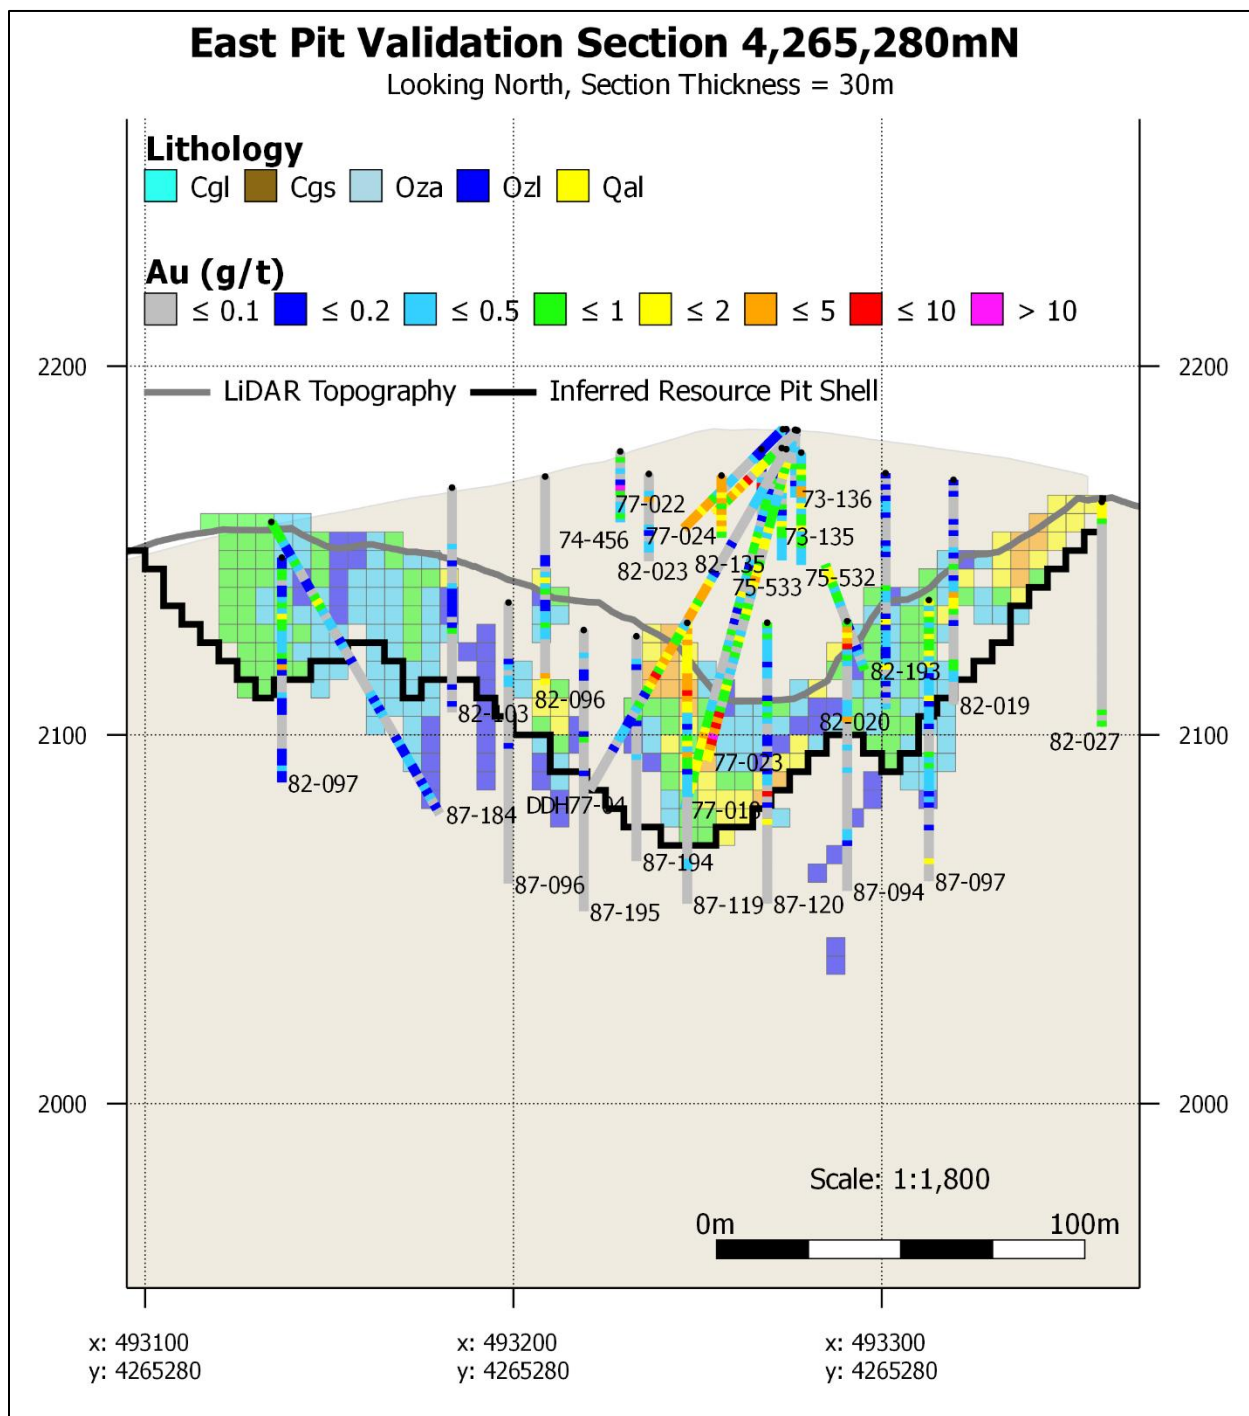 East Pit Validation Section 4,265,280mN
Looking North, Section Thickness = 30m
Lithology
Cgl Cgs Oza Ozl Qal
Au (g/t)
≤ 0.1 ≤ 0.2 ≤ 0.5 ≤ 1 ≤ 2 ≤ 5 ≤ 10 > 10
2200 2200
LiDAR Topography Inferred Resource Pit Shell
77-022 73-136
74-456 77-024 73-135
82-023 82-135 75-533 75-532
82-193
82-103 82-096 82-020 82-019
2100 2100
82-027
77-023
82-097
87-184 DDH77-04
87-194
87-096 87-119 87-120 87-094 87-097
87-195
2000 2000
Scale: 1:1,800
0m 100m
x: 493100 x: 493200 x: 493300
y: 4265280 y: 4265280 y: 4265280